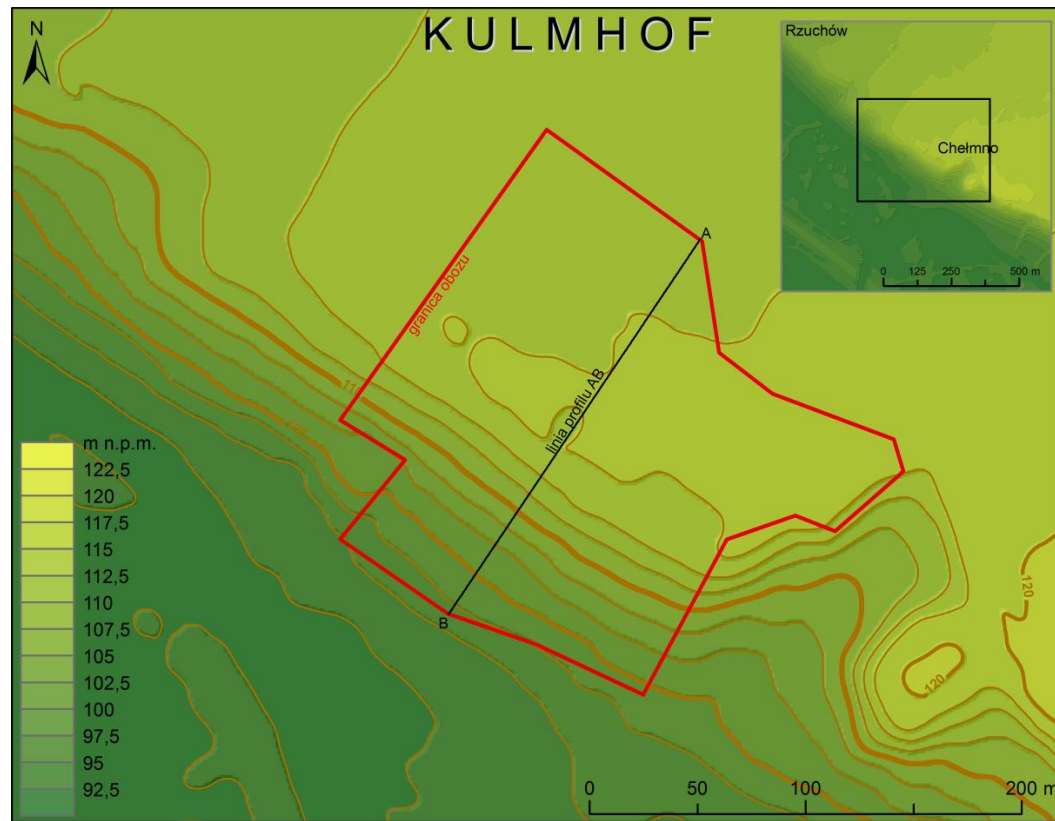 KULMHOF
N
Rzuchów
Chełmno
0 125 250 500 m
A
granica obozu
linia profilu AB
B
110
100
120
120
m n.p.m.
122,5
120
117,5
115
112,5
110
107,5
105
102,5
100
97,5
95
92,5
0 50 100 200 m